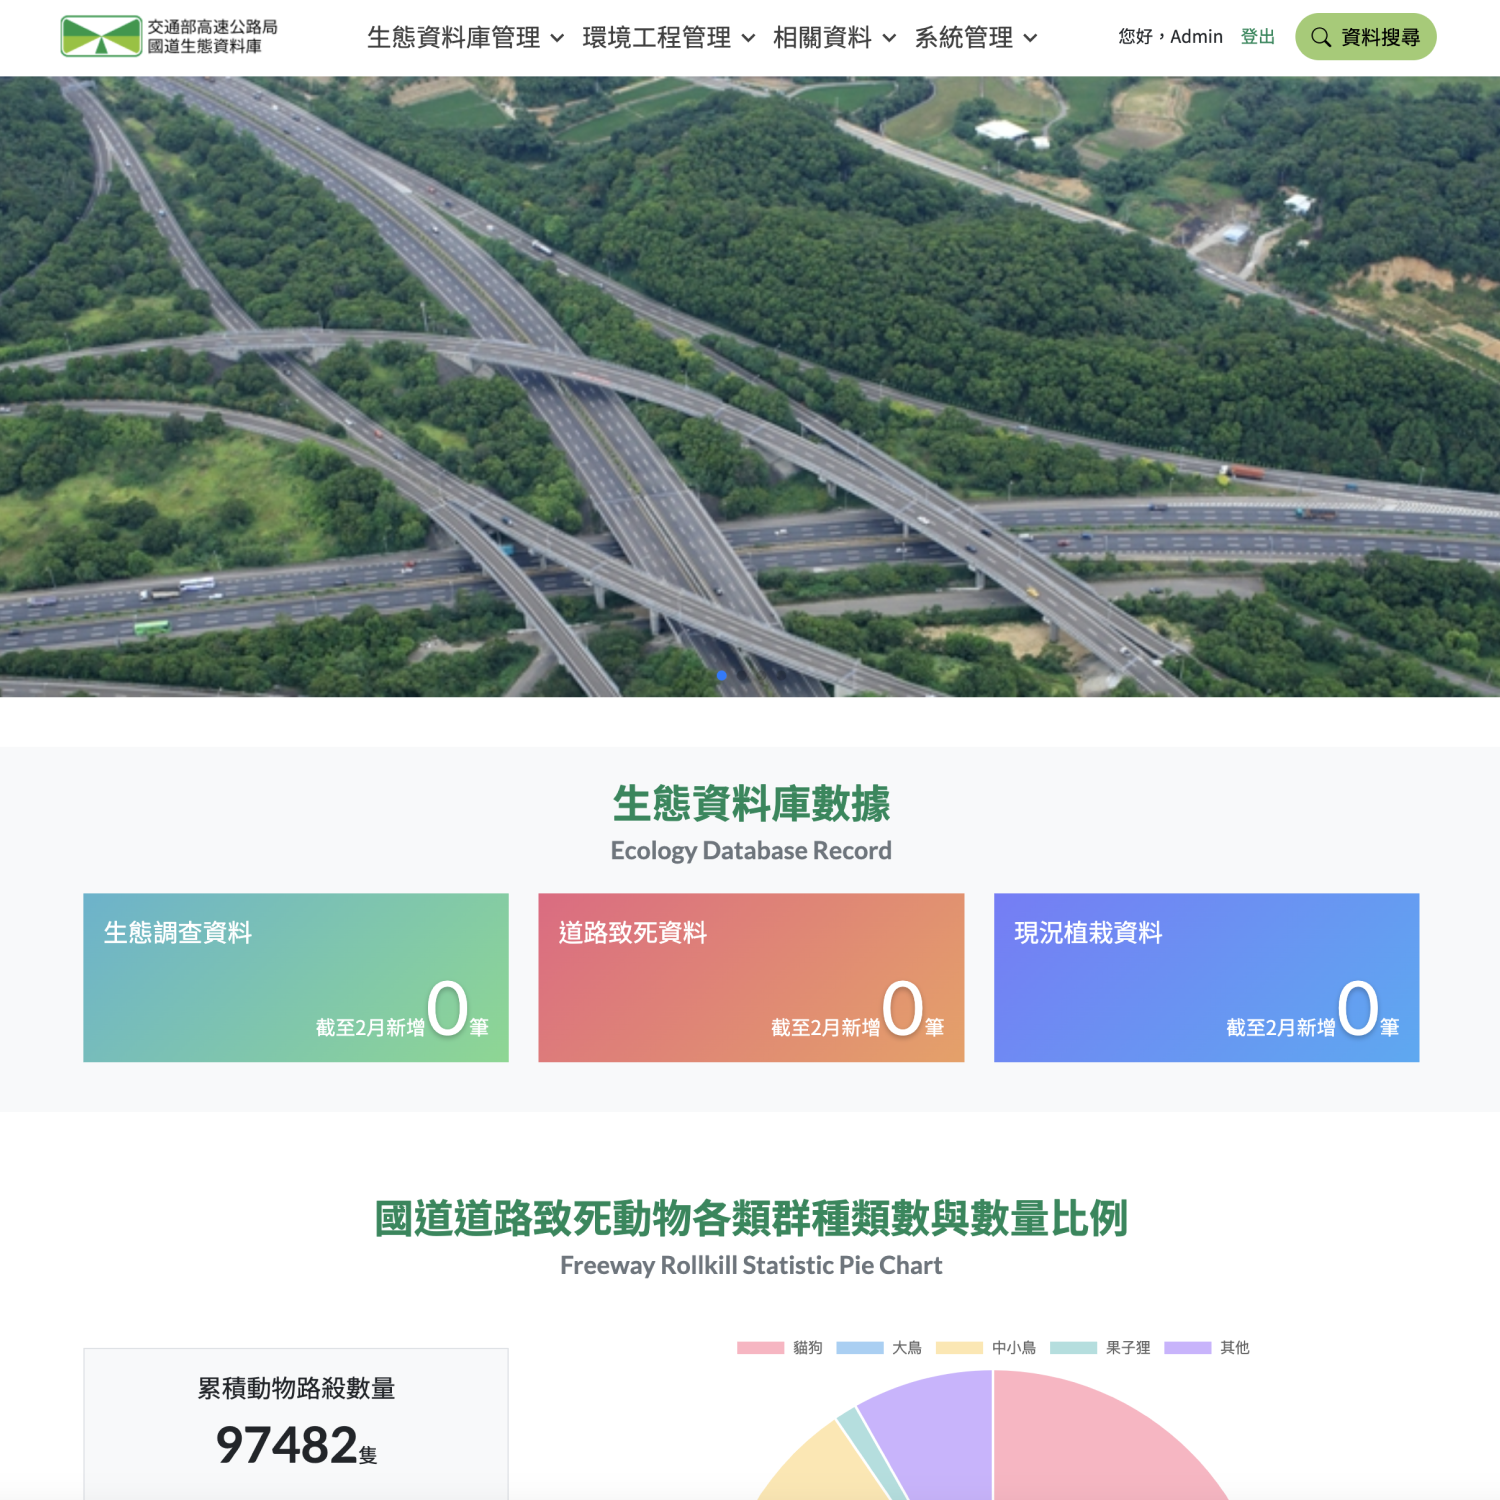 交通部高速公路局
國道生態資料庫
生態資料庫管理 環境工程管理 相關資料 系統管理
您好，Admin 登出 資料搜尋
生態資料庫數據
Ecology Database Record
生態調查資料
截至2月新增0筆
道路致死資料
截至2月新增0筆
現況植栽資料
截至2月新增0筆
國道道路致死動物各類群種類數與數量比例
Freeway Rollkill Statistic Pie Chart
累積動物路殺數量
97482隻
貓狗 大鳥 中小鳥 果子狸 其他